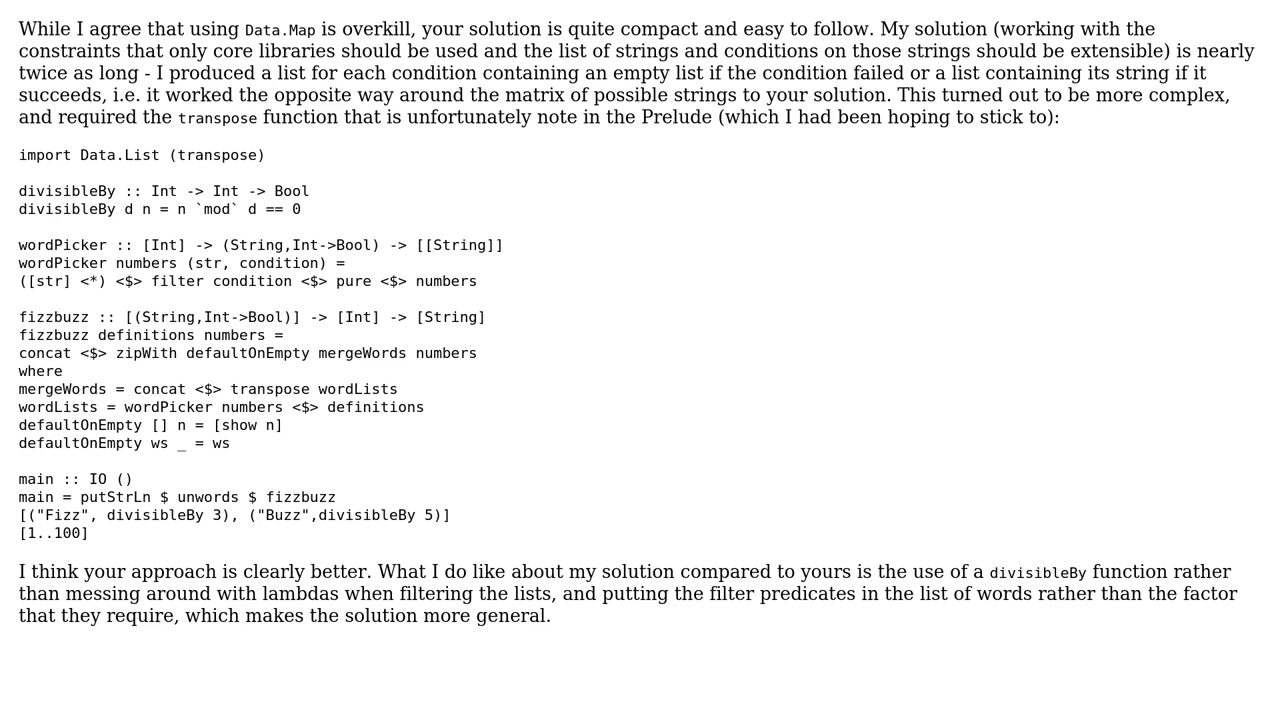 While I agree that using Data.Map is overkill, your solution is quite compact and easy to follow. My solution (working with the
constraints that only core libraries should be used and the list of strings and conditions on those strings should be extensible) is nearly
twice as long - I produced a list for each condition containing an empty list if the condition failed or a list containing its string if it
succeeds, i.e. it worked the opposite way around the matrix of possible strings to your solution. This turned out to be more complex,
and required the transpose function that is unfortunately note in the Prelude (which I had been hoping to stick to):
import Data.List (transpose)
divisibleBy :: Int -> Int -> Bool
divisibleBy d n = n `mod` d == 0
wordPicker :: [Int] -> (String,Int->Bool) -> [[String]]
wordPicker numbers (str, condition) =
([str] <*) <$> filter condition <$> pure <$> numbers
fizzbuzz :: [(String,Int->Bool)] -> [Int] -> [String]
fizzbuzz definitions numbers =
concat <$> zipWith defaultOnEmpty mergeWords numbers
where
mergeWords = concat <$> transpose wordLists
wordLists = wordPicker numbers <$> definitions
defaultOnEmpty [] n = [show n]
defaultOnEmpty ws _ = ws
main :: IO ()
main = putStrLn $ unwords $ fizzbuzz
[("Fizz", divisibleBy 3), ("Buzz",divisibleBy 5)]
[1..100]
I think your approach is clearly better. What I do like about my solution compared to yours is the use of a divisibleBy function rather
than messing around with lambdas when filtering the lists, and putting the filter predicates in the list of words rather than the factor
that they require, which makes the solution more general.